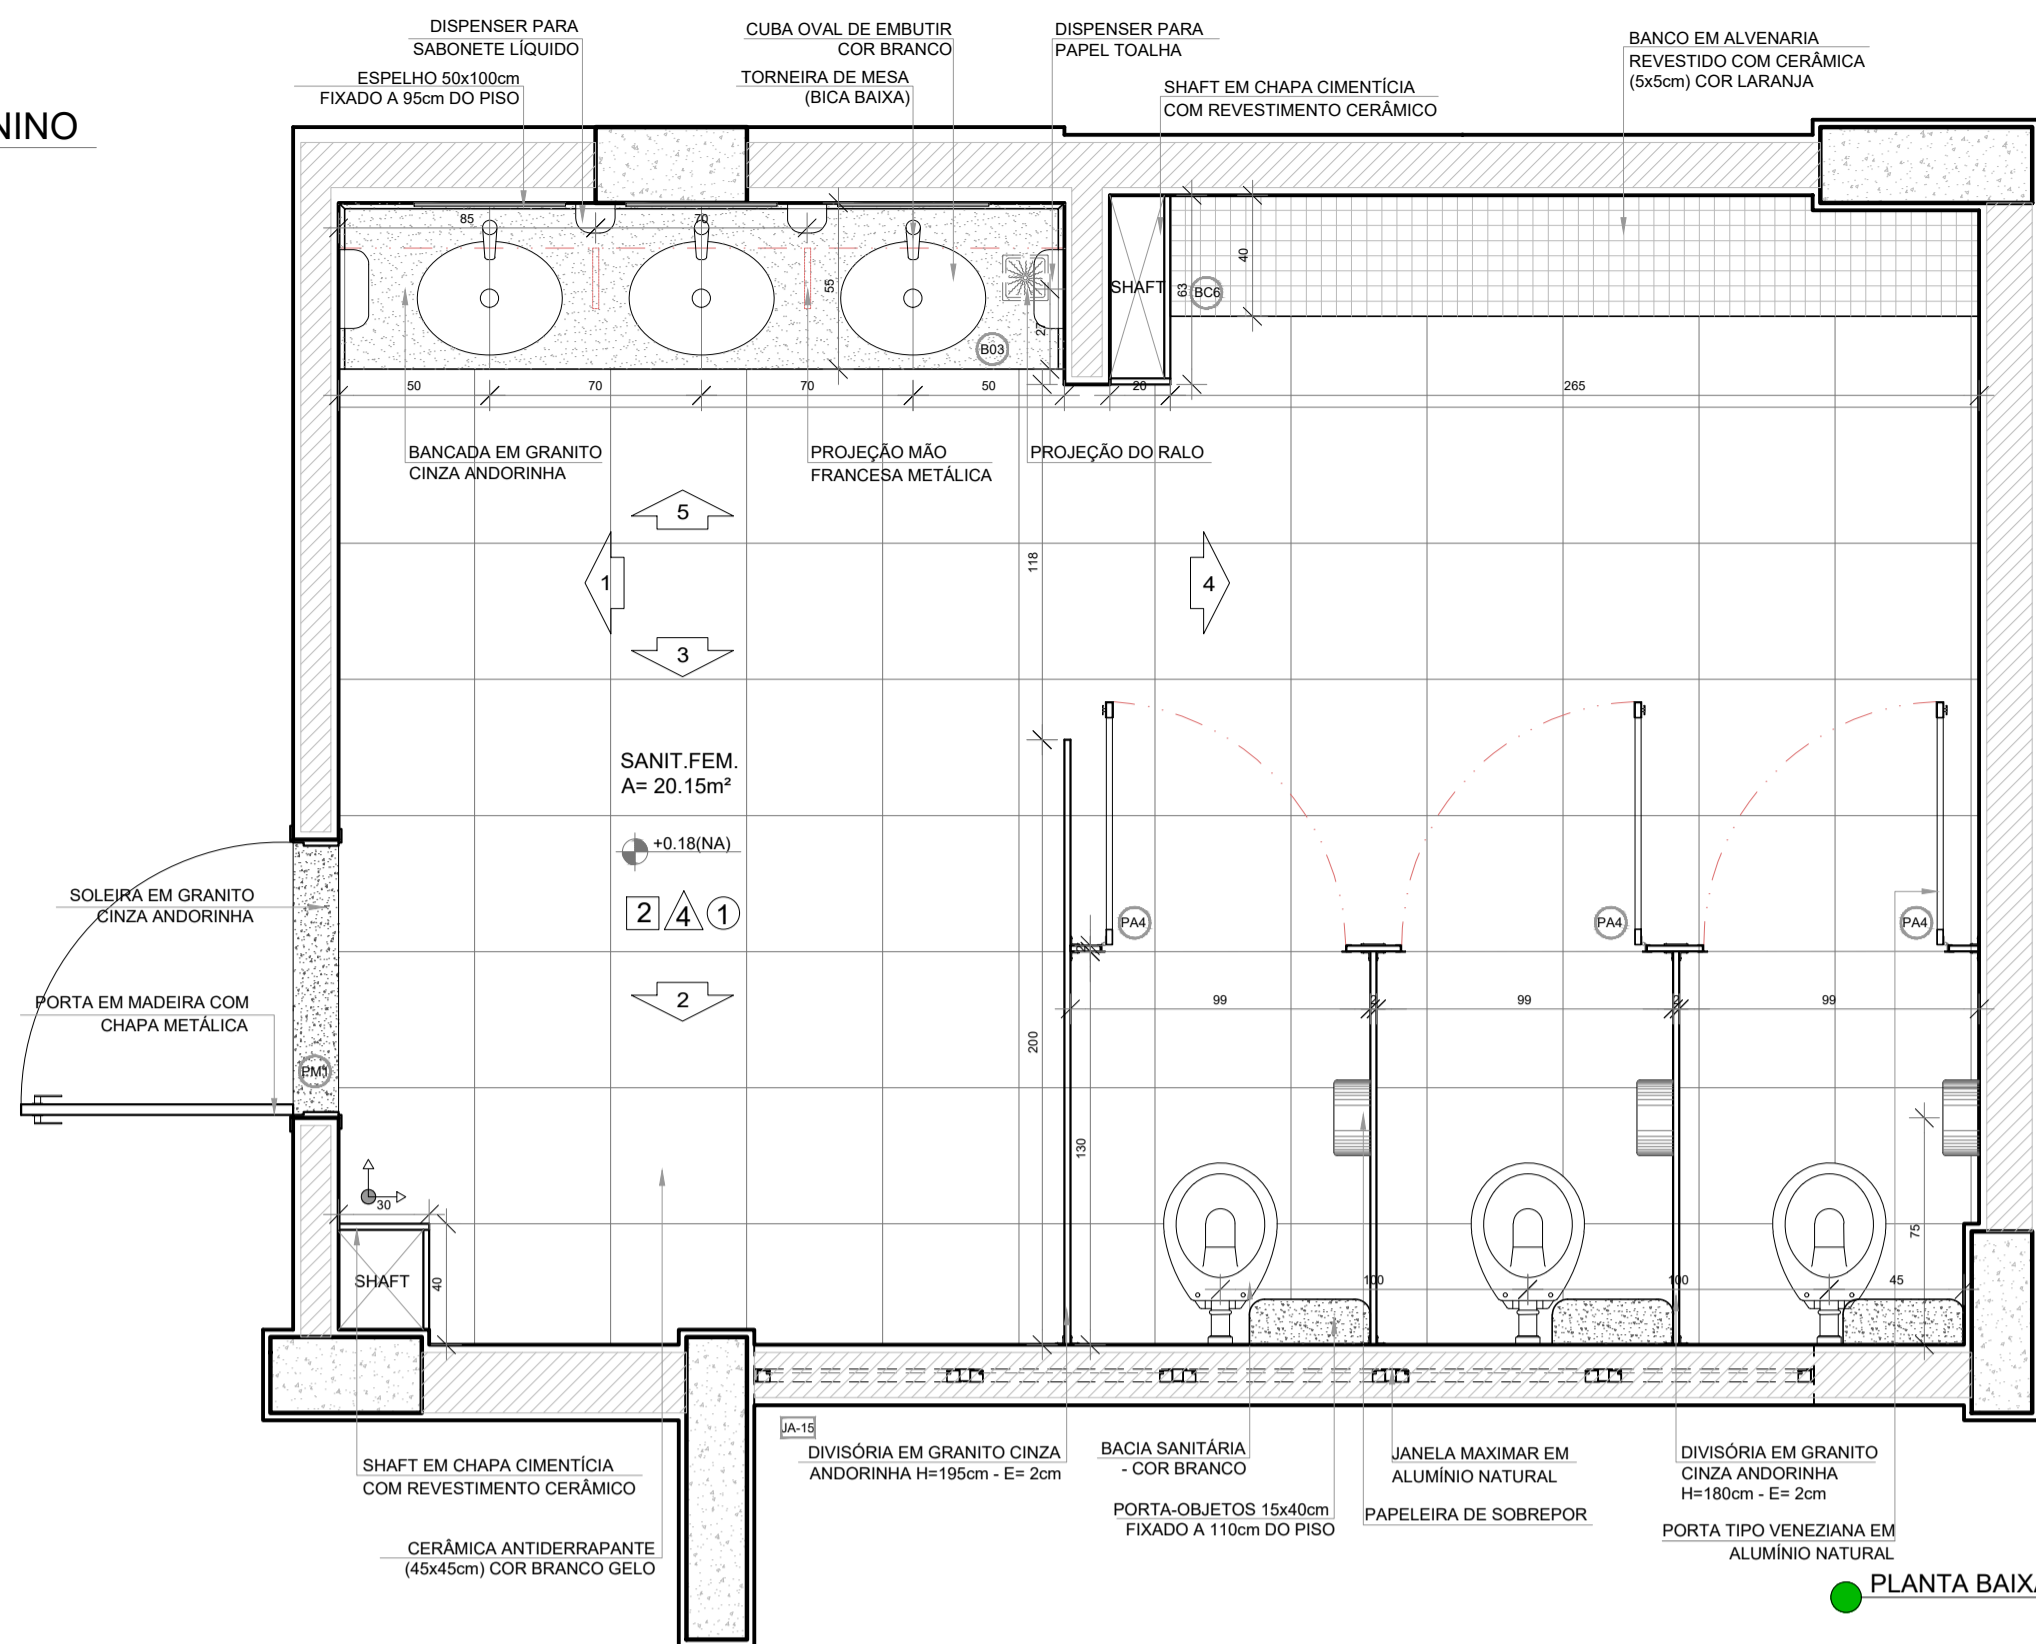 NINO
DISPENSER PARA
SABONETE LÍQUIDO
ESPELHO 50x100cm
FIXADO A 95cm DO PISO
CUBA OVAL DE EMBUTIR
COR BRANCO
TORNEIRA DE MESA
(BICA BAIXA)
DISPENSER PARA
PAPEL TOALHA
SHAFT EM CHAPA CIMENTÍCIA
COM REVESTIMENTO CERÂMICO
BANCO EM ALVENARIA
REVESTIDO COM CERÂMICA
(5x5cm) COR LARANJA
85
70
55
27
B03
SHAFT
63
BC6
40
50
70
70
50
20
265
BANCADA EM GRANITO
CINZA ANDORINHA
PROJEÇÃO MÃO
FRANCESA METÁLICA
PROJEÇÃO DO RALO
5
1
3
4
118
SANIT.FEM.
A= 20.15m²
+0.18(NA)
2
4
1
2
SOLEIRA EM GRANITO
CINZA ANDORINHA
PORTA EM MADEIRA COM
CHAPA METÁLICA
PM1
PA4
PA4
PA4
99
2
99
2
99
200
130
30
SHAFT
40
100
100
45
75
JA-15
SHAFT EM CHAPA CIMENTÍCIA
COM REVESTIMENTO CERÂMICO
CERÂMICA ANTIDERRAPANTE
(45x45cm) COR BRANCO GELO
DIVISÓRIA EM GRANITO CINZA
ANDORINHA H=195cm - E= 2cm
BACIA SANITÁRIA
- COR BRANCO
PORTA-OBJETOS 15x40cm
FIXADO A 110cm DO PISO
JANELA MAXIMAR EM
ALUMÍNIO NATURAL
PAPELEIRA DE SOBREPOR
DIVISÓRIA EM GRANITO
CINZA ANDORINHA
H=180cm - E= 2cm
PORTA TIPO VENEZIANA EM
ALUMÍNIO NATURAL
PLANTA BAIXA